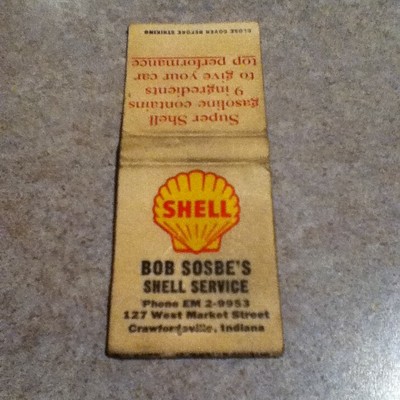 CLOSE COVER BEFORE STRIKING
Super Shell
gasoline contains
9 ingredients
to give your car
top performance
SHELL
BOB SOSBE'S
SHELL SERVICE
Phone EM 2-9953
127 West Market Street
Crawfordsville, Indiana